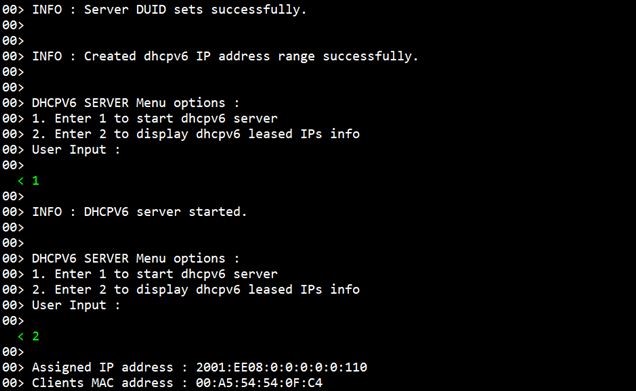 00> INFO : Server DUID sets successfully.
00>
00>
00> INFO : Created dhcpv6 IP address range successfully.
00>
00>
00> DHCPV6 SERVER Menu options :
00> 1. Enter 1 to start dhcpv6 server
00> 2. Enter 2 to display dhcpv6 leased IPs info
00> User Input :
00>
< 1
00>
00> INFO : DHCPV6 server started.
00>
00>
00> DHCPV6 SERVER Menu options :
00> 1. Enter 1 to start dhcpv6 server
00> 2. Enter 2 to display dhcpv6 leased IPs info
00> User Input :
00>
< 2
00>
00> Assigned IP address : 2001:EE08:0:0:0:0:0:110
00> Clients MAC address : 00:A5:54:54:0F:C4